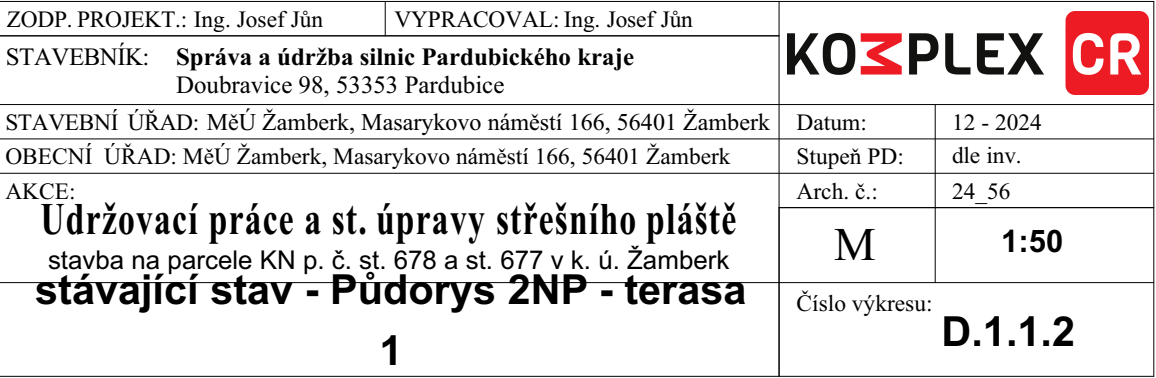 ZODP. PROJEKT.: Ing. Josef Jůn
VYPRACOVAL: Ing. Josef Jůn
STAVEBNÍK: Správa a údržba silnic Pardubického kraje
Doubravice 98, 53353 Pardubice
KOMPLEX CR
STAVEBNÍ ÚŘAD: MěÚ Žamberk, Masarykovo náměstí 166, 56401 Žamberk
Datum: 12 - 2024
OBECNÍ ÚŘAD: MěÚ Žamberk, Masarykovo náměstí 166, 56401 Žamberk
Stupeň PD: dle inv.
AKCE:
Arch. č.: 24_56
Udržovací práce a st. úpravy střešního pláště
stavba na parcele KN p. č. st. 678 a st. 677 v k. ú. Žamberk
M 1:50
stávající stav - Půdorys 2NP - terasa
1
Číslo výkresu:
D.1.1.2